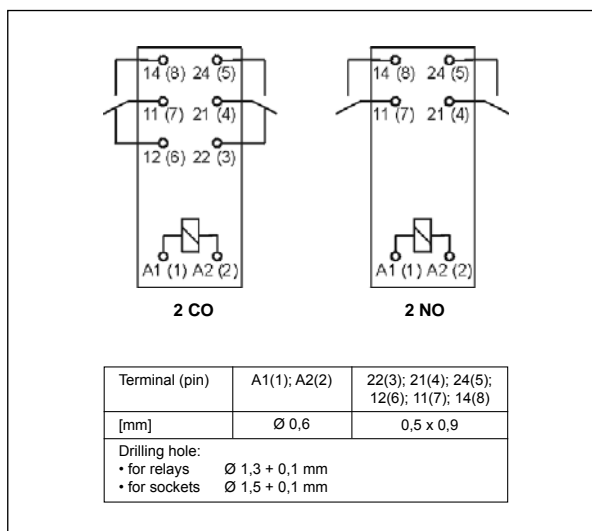 14 (8) 24 (5)
11 (7) 21 (4)
12 (6) 22 (3)
A1 (1) A2 (2)
2 CO
14 (8) 24 (5)
11 (7) 21 (4)
A1 (1) A2 (2)
2 NO
Terminal (pin) A1(1); A2(2) 22(3); 21(4); 24(5);
12(6); 11(7); 14(8)
[mm] Ø 0,6 0,5 x 0,9
Drilling hole:
• for relays Ø 1,3 + 0,1 mm
• for sockets Ø 1,5 + 0,1 mm